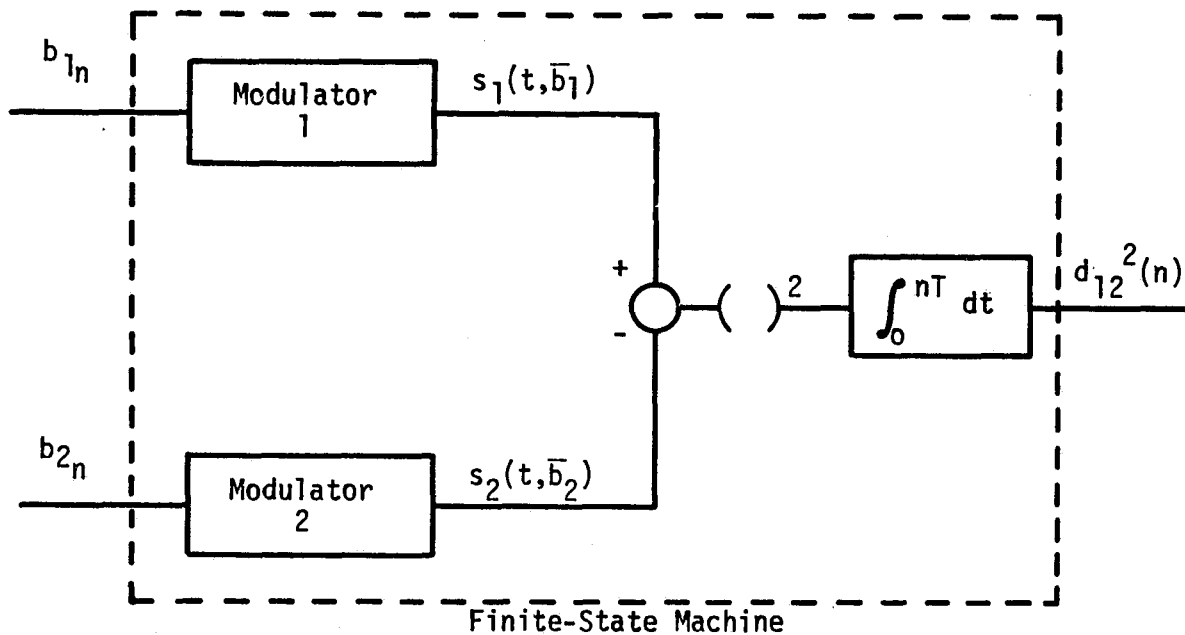 b1n
Modulator
1
s1(t,b̅1)
+
-
( )2
∫0nT dt
d122(n)
b2n
Modulator
2
s2(t,b̅2)
Finite-State Machine